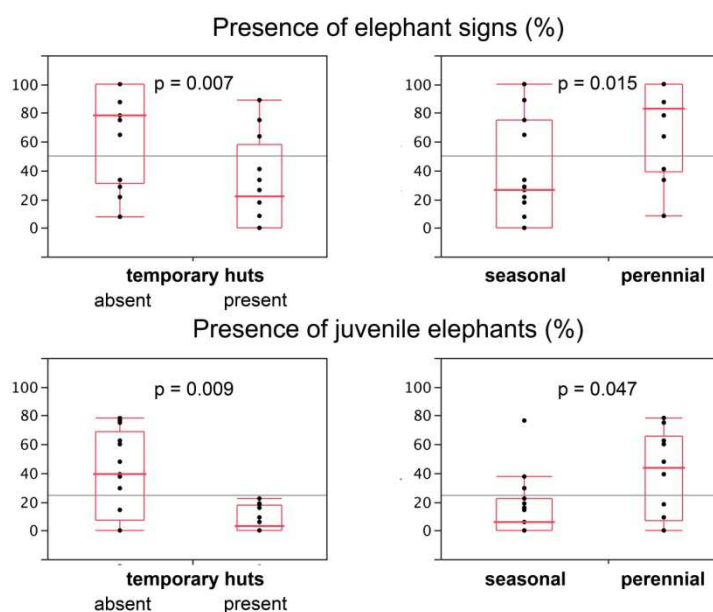 Presence of elephant signs (%)
p = 0.007
100
80
60
40
20
0
temporary huts
absent present
p = 0.015
100
80
60
40
20
0
seasonal perennial
Presence of juvenile elephants (%)
p = 0.009
100
80
60
40
20
0
temporary huts
absent present
p = 0.047
100
80
60
40
20
0
seasonal perennial